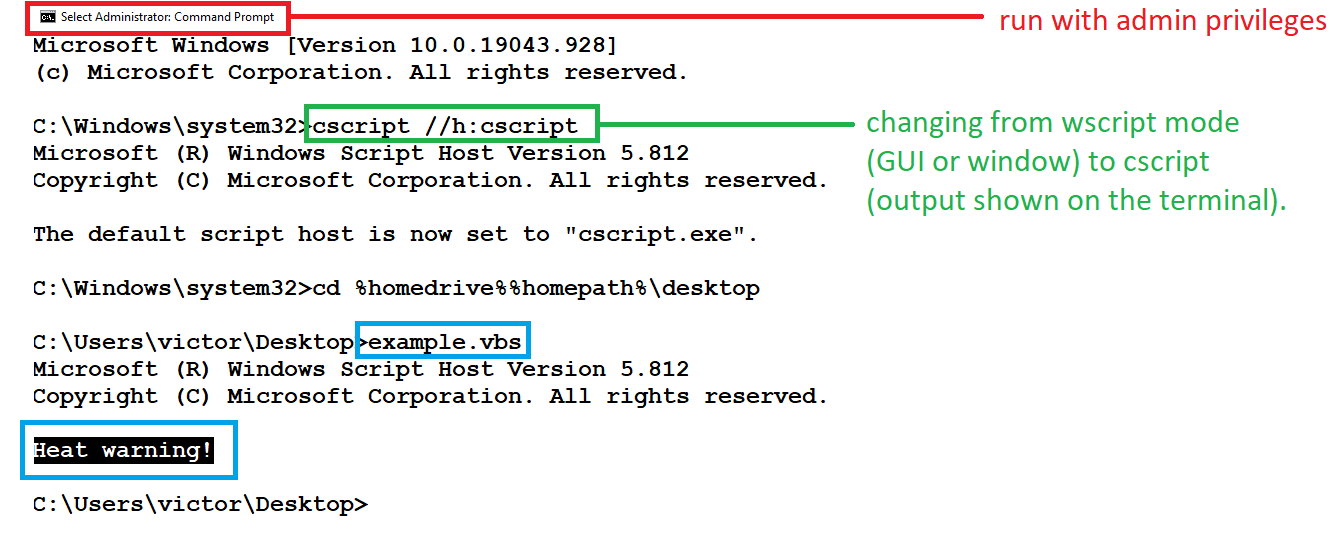 Select Administrator: Command Prompt
run with admin privileges
Microsoft Windows [Version 10.0.19043.928]
(c) Microsoft Corporation. All rights reserved.
C:\Windows\system32>cscript //h:cscript
changing from wscript mode
(GUI or window) to cscript
(output shown on the terminal).
Microsoft (R) Windows Script Host Version 5.812
Copyright (C) Microsoft Corporation. All rights reserved.
The default script host is now set to "cscript.exe".
C:\Windows\system32>cd %homedrive%%homepath%\desktop
C:\Users\victor\Desktop>example.vbs
Microsoft (R) Windows Script Host Version 5.812
Copyright (C) Microsoft Corporation. All rights reserved.
Heat warning!
C:\Users\victor\Desktop>